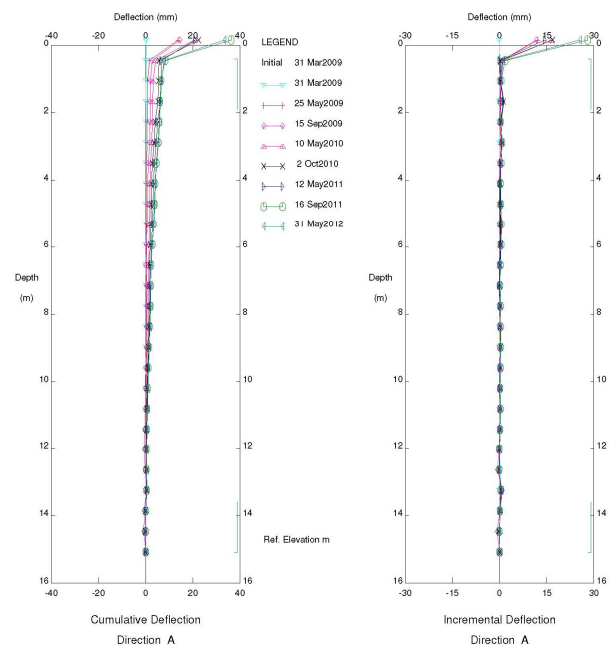 Deflection (mm)
-40 -20 0 20 40
0 0
2 2
4 4
6 6
Depth
(m)
8 8
10 10
12 12
14 14
16 16
-40 -20 0 20 40
Cumulative Deflection
Direction A
LEGEND
Initial 31 Mar2009
31 Mar2009
25 May2009
15 Sep2009
10 May2010
2 Oct2010
12 May2011
16 Sep2011
31 May2012
Ref. Elevation m
Deflection (mm)
-30 -15 0 15 30
0 0
2 2
4 4
6 6
Depth
(m)
8 8
10 10
12 12
14 14
16 16
-30 -15 0 15 30
Incremental Deflection
Direction A